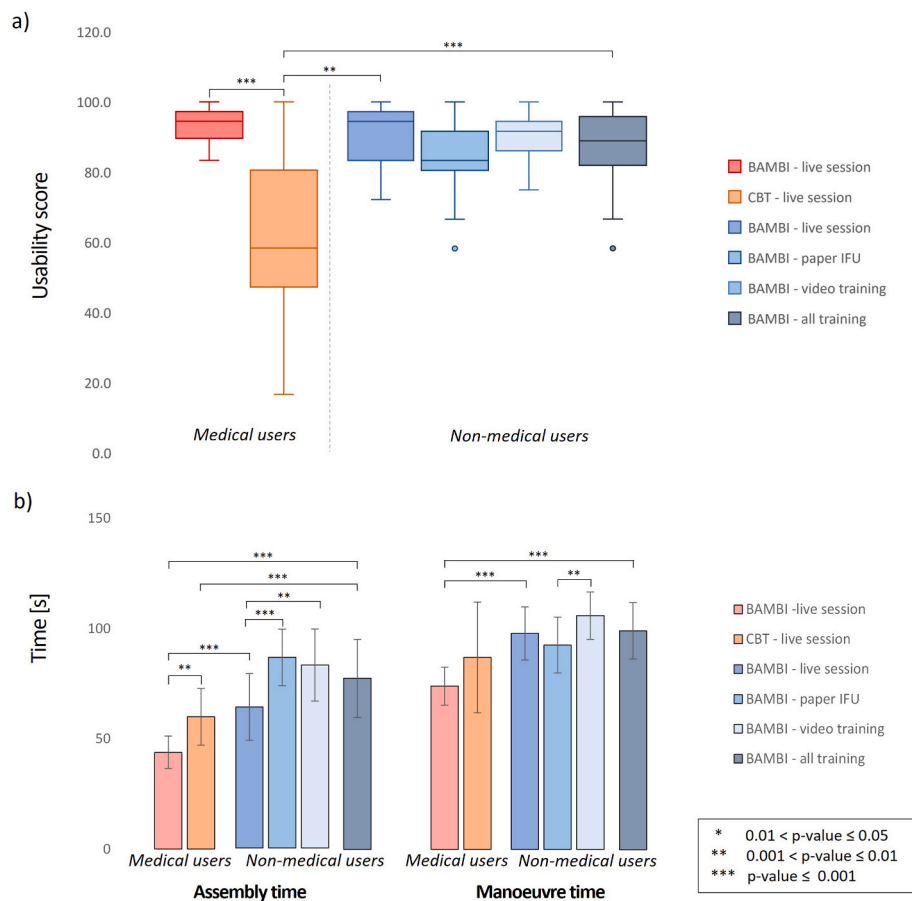 a)
120.0
100.0
80.0
60.0
40.0
20.0
0.0
Usability score
***
**
***
Medical users
Non-medical users
BAMBI - live session
CBT - live session
BAMBI - live session
BAMBI - paper IFU
BAMBI - video training
BAMBI - all training
b)
150
100
50
0
Time [s]
***
***
**
***
***
**
***
***
**
Medical users
Non-medical users
Medical users
Non-medical users
Assembly time
Manoeuvre time
BAMBI -live session
CBT - live session
BAMBI - live session
BAMBI - paper IFU
BAMBI - video training
BAMBI - all training
* 0.01 < p-value ≤ 0.05
** 0.001 < p-value ≤ 0.01
*** p-value ≤ 0.001